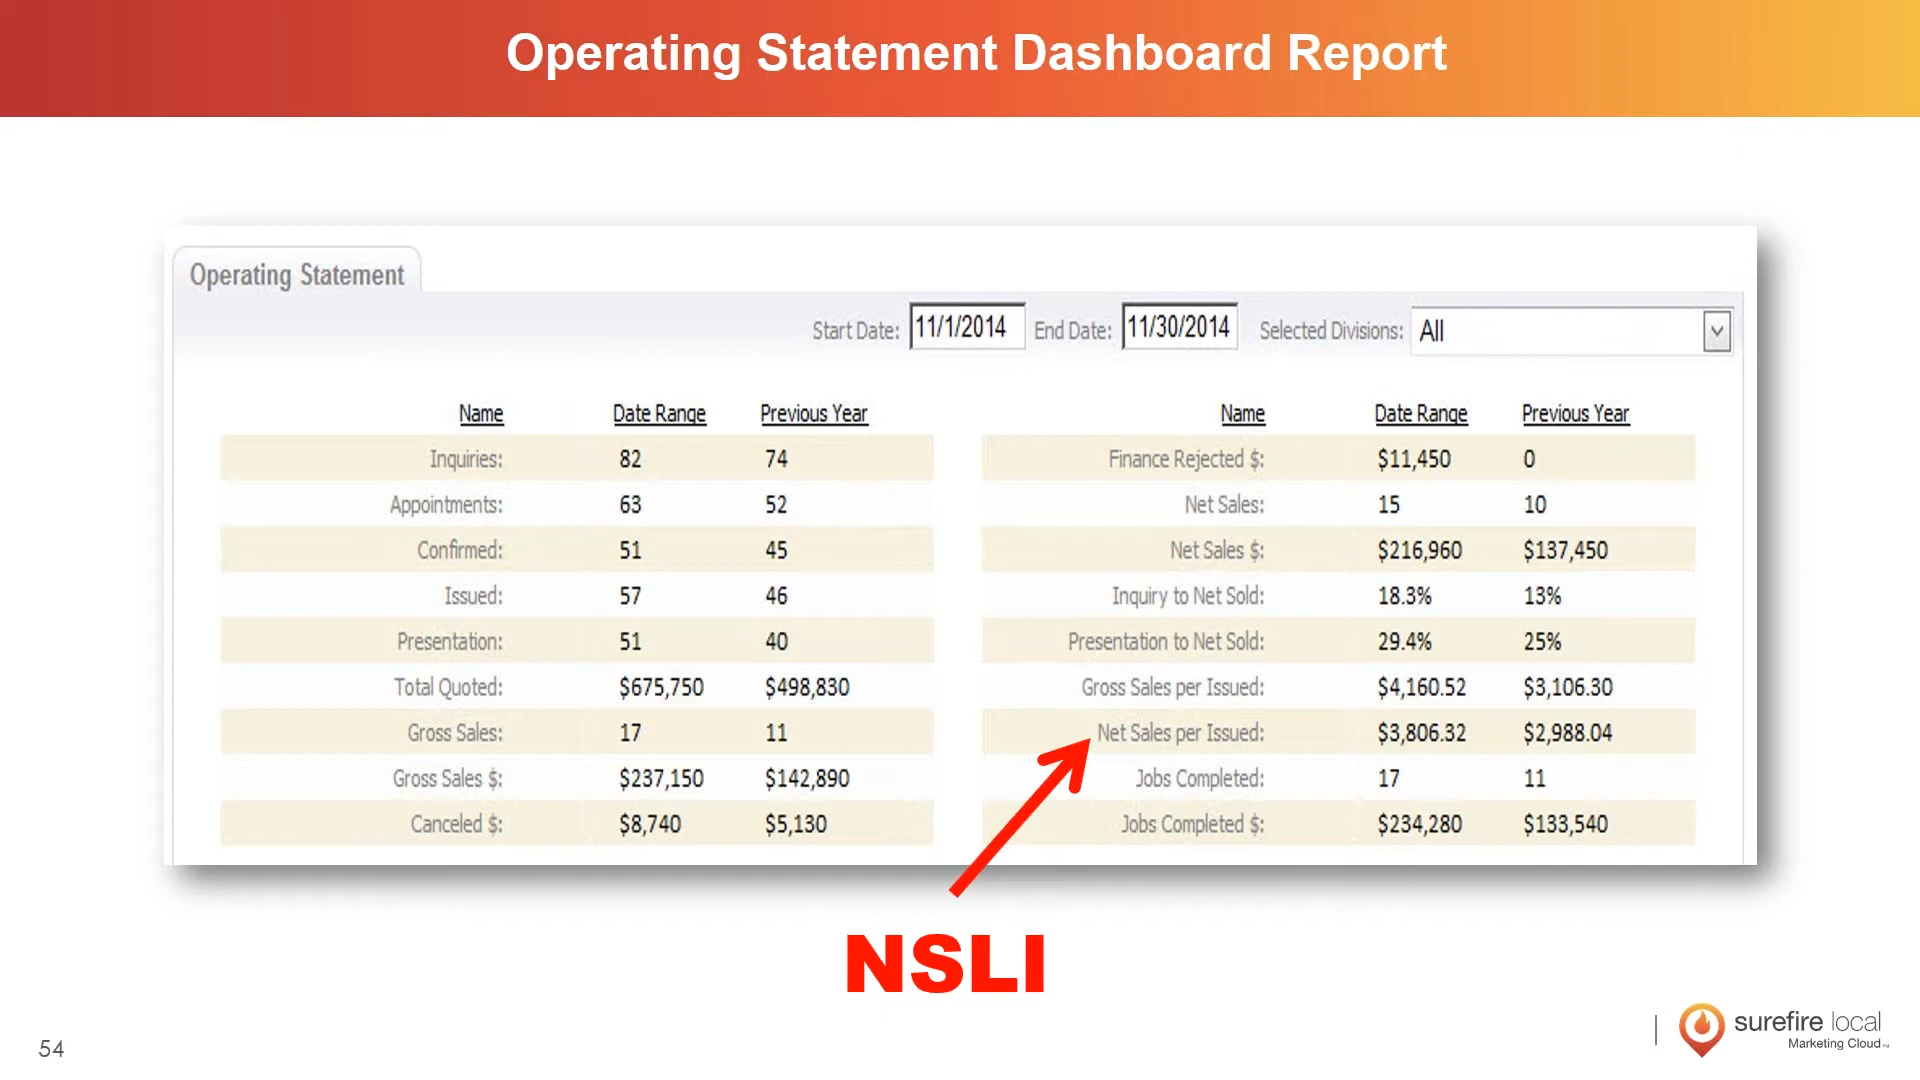 Operating Statement Dashboard Report
Operating Statement
Start Date: 11/1/2014 End Date: 11/30/2014 Selected Divisions: All
Name Date Range Previous Year
Inquiries: 82 74
Appointments: 63 52
Confirmed: 51 45
Issued: 57 46
Presentation: 51 40
Total Quoted: $675,750 $498,830
Gross Sales: 17 11
Gross Sales $: $237,150 $142,890
Canceled $: $8,740 $5,130
Name Date Range Previous Year
Finance Rejected $: $11,450 0
Net Sales: 15 10
Net Sales $: $216,960 $137,450
Inquiry to Net Sold: 18.3% 13%
Presentation to Net Sold: 29.4% 25%
Gross Sales per Issued: $4,160.52 $3,106.30
Net Sales per Issued: $3,806.32 $2,988.04
Jobs Completed: 17 11
Jobs Completed $: $234,280 $133,540
NSLI
54
surefire local
Marketing Cloud™